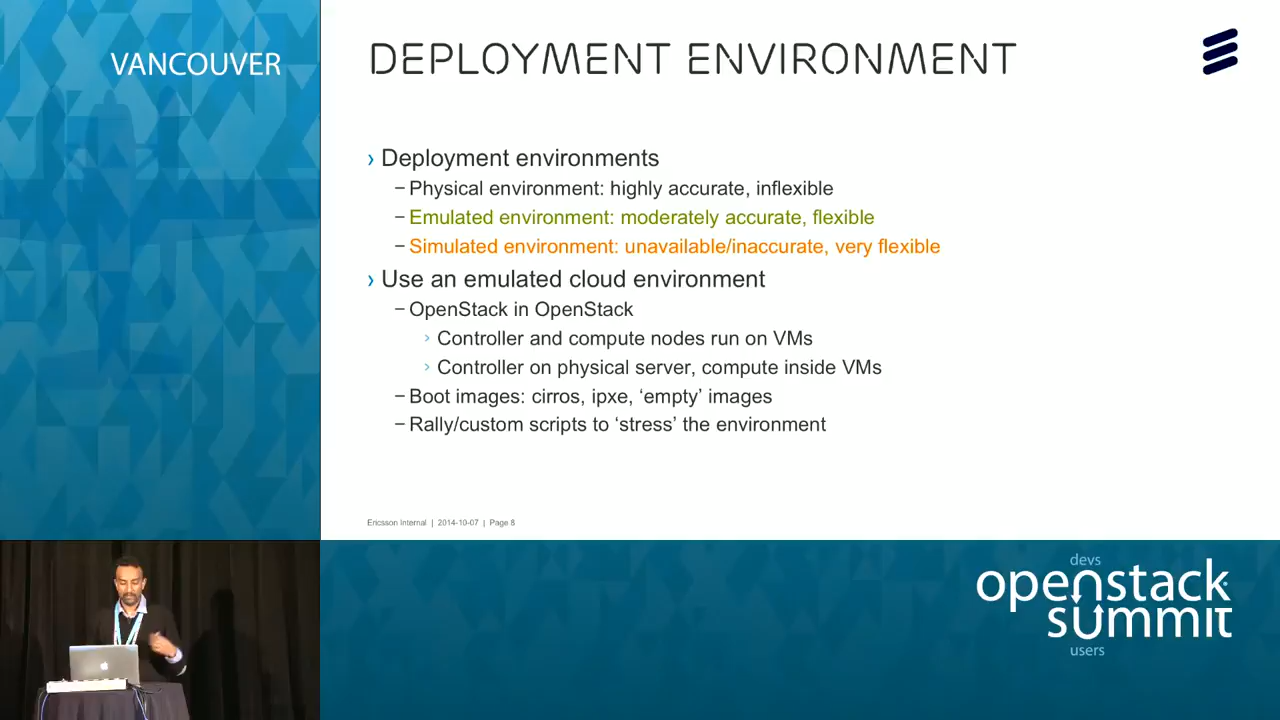 VANCOUVER
DEPLOYMENT ENVIRONMENT
› Deployment environments
– Physical environment: highly accurate, inflexible
– Emulated environment: moderately accurate, flexible
– Simulated environment: unavailable/inaccurate, very flexible
› Use an emulated cloud environment
– OpenStack in OpenStack
› Controller and compute nodes run on VMs
› Controller on physical server, compute inside VMs
– Boot images: cirros, ipxe, ‘empty’ images
– Rally/custom scripts to ‘stress’ the environment
Ericsson Internal | 2014-10-07 | Page 8
devs
openstack
summit
users